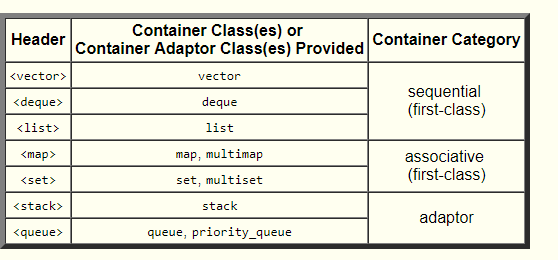 Header
Container Class(es) or
Container Adaptor Class(es) Provided
Container Category
<vector>
vector
sequential
(first-class)
<deque>
deque
<list>
list
<map>
map, multimap
associative
(first-class)
<set>
set, multiset
<stack>
stack
adaptor
<queue>
queue, priority_queue